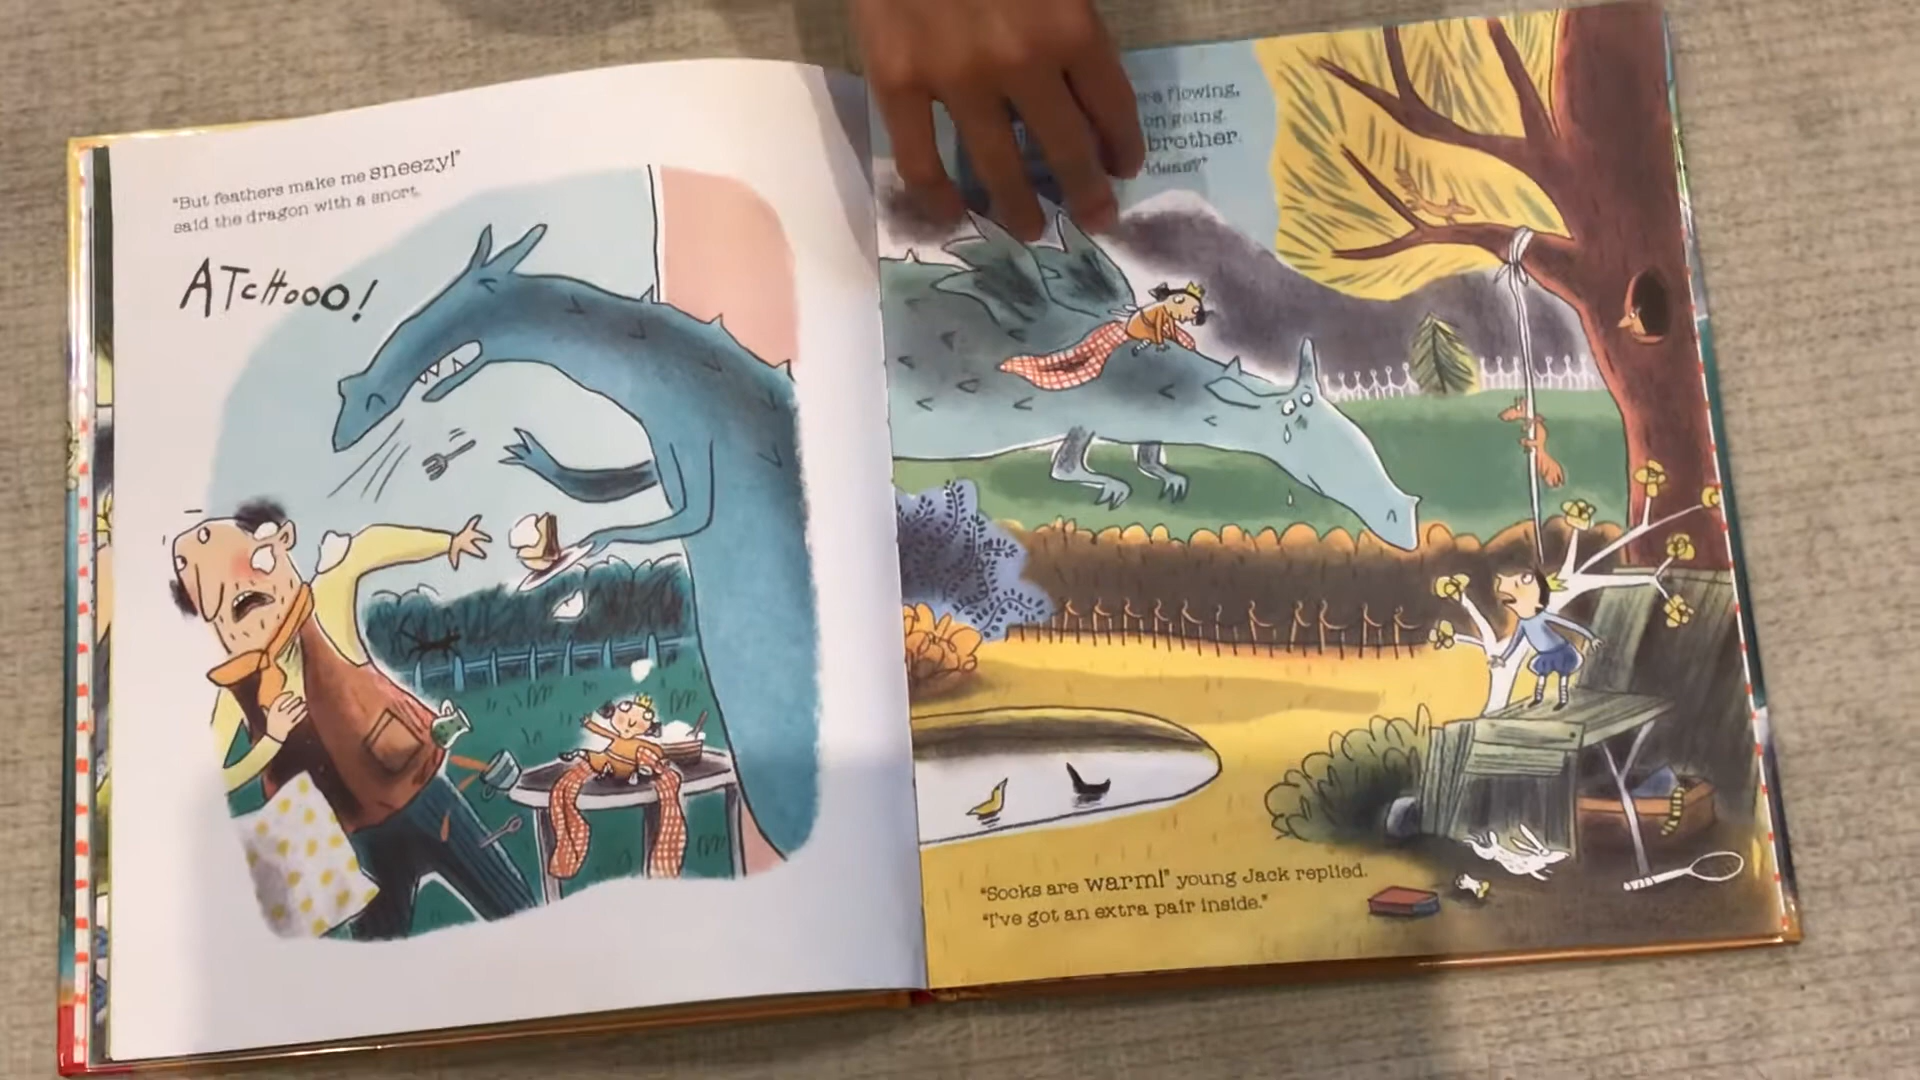 "But feathers make me sneezy!"
said the dragon with a snort.
ATCHOOO!
flowing,
going.
brother.
ideas?"
"Socks are warm!" young Jack replied.
"I've got an extra pair inside."